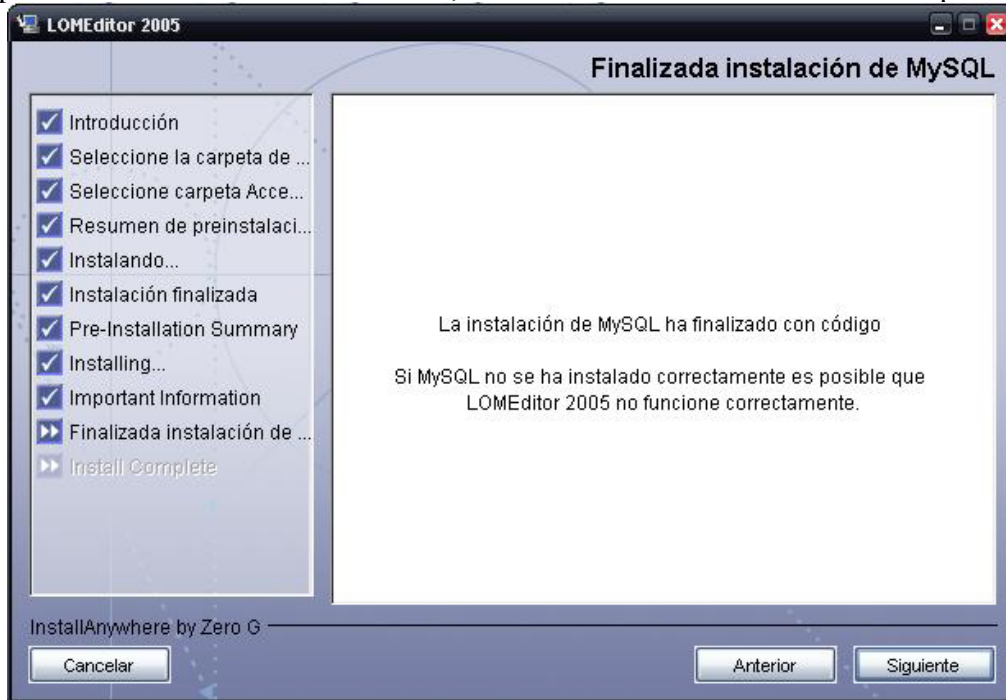 LOMEditor 2005
Finalizada instalación de MySQL
Introducción
Seleccione la carpeta de ...
Seleccione carpeta Acce...
Resumen de preinstalaci...
Instalando...
Instalación finalizada
Pre-Installation Summary
Installing...
Important Information
Finalizada instalación de ...
Install Complete
La instalación de MySQL ha finalizado con código
Si MySQL no se ha instalado correctamente es posible que
LOMEditor 2005 no funcione correctamente.
InstallAnywhere by Zero G
Cancelar
Anterior
Siguiente